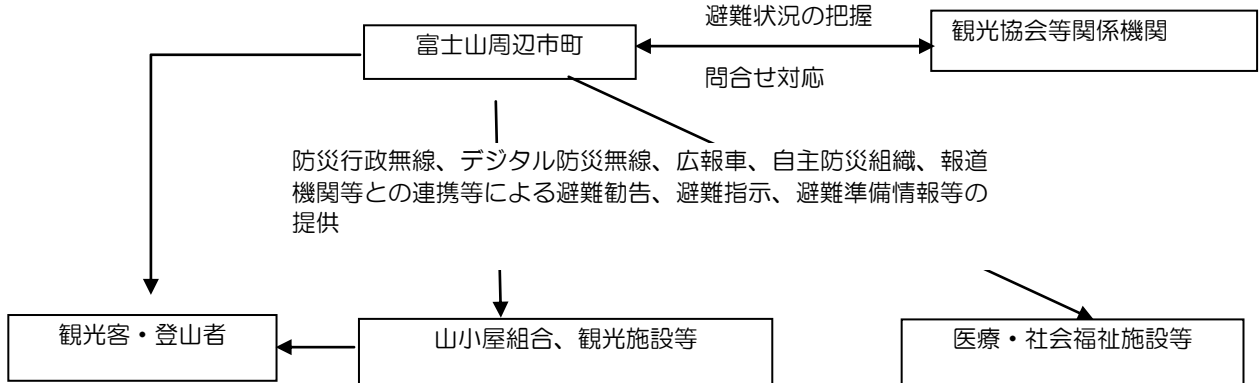 避難状況の把握
富士山周辺市町
観光協会等関係機関
問合せ対応
防災行政無線、デジタル防災無線、広報車、自主防災組織、報道
機関等との連携等による避難勧告、避難指示、避難準備情報等の
提供
観光客・登山者
山小屋組合、観光施設等
医療・社会福祉施設等